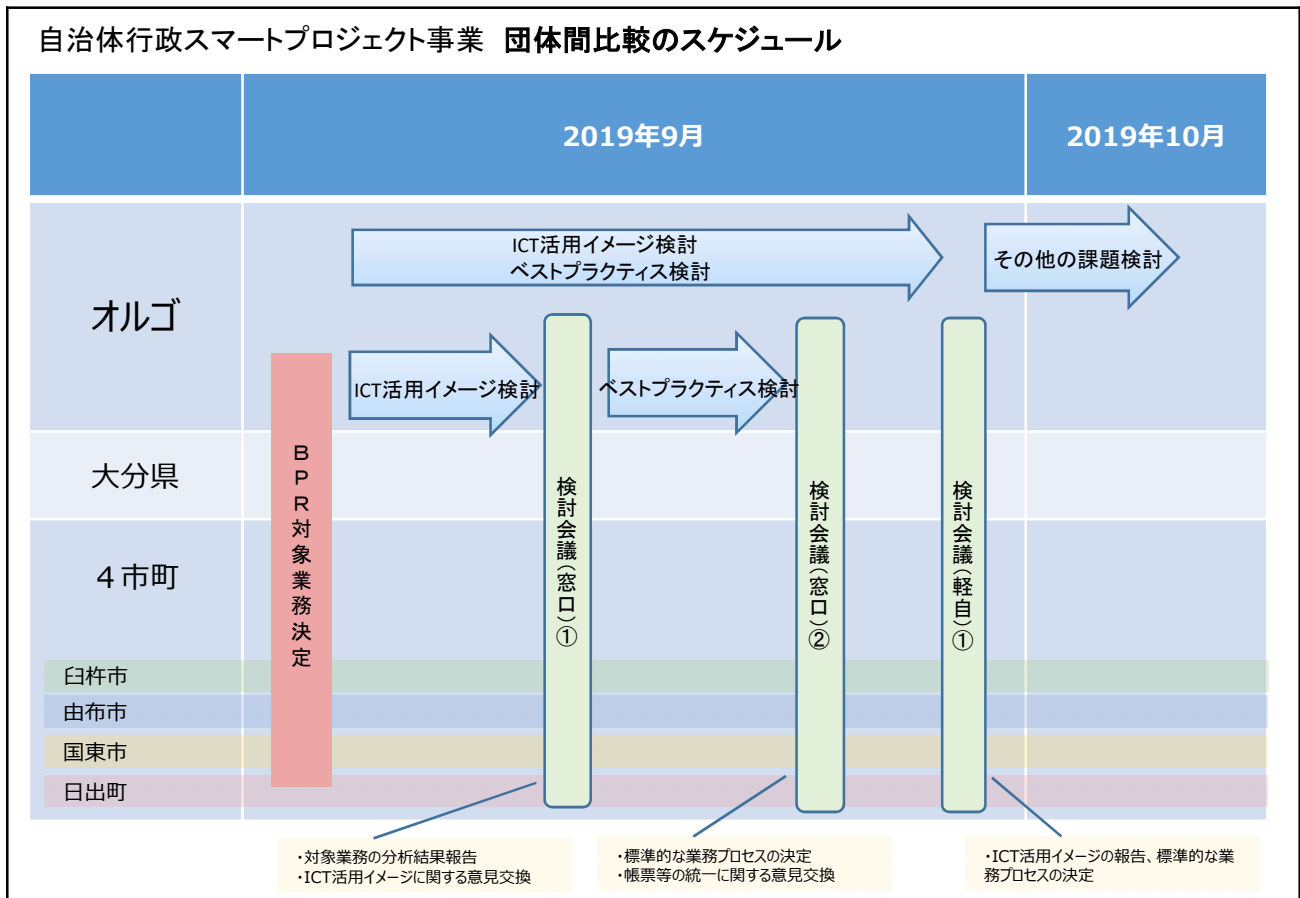 自治体行政スマートプロジェクト事業 団体間比較のスケジュール
2019年9月
2019年10月
オルゴ
ICT活用イメージ検討
ベストプラクティス検討
その他の課題検討
ICT活用イメージ検討
ベストプラクティス検討
大分県
4市町
BPR対象業務決定
検討会議(窓口)①
検討会議(窓口)②
検討会議(軽自)①
臼杵市
由布市
国東市
日出町
・対象業務の分析結果報告
・ICT活用イメージに関する意見交換
・標準的な業務プロセスの決定
・帳票等の統一に関する意見交換
・ICT活用イメージの報告、標準的な業
務プロセスの決定